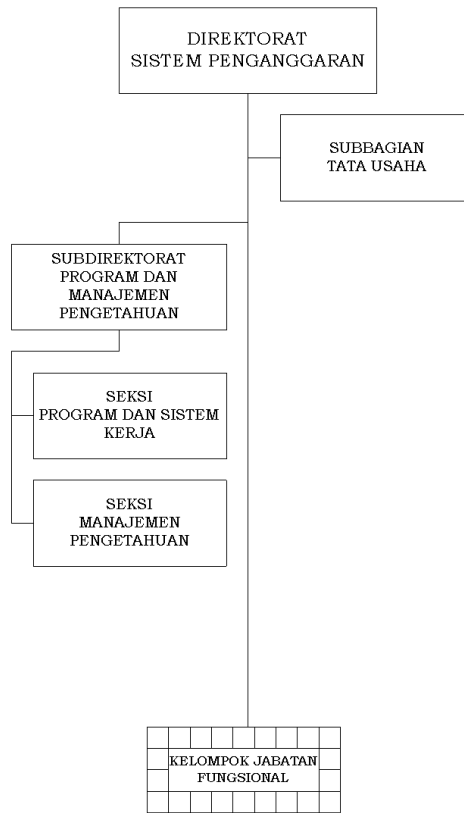 DIREKTORAT
SISTEM PENGANGGARAN
SUBBAGIAN
TATA USAHA
SUBDIREKTORAT
PROGRAM DAN
MANAJEMEN
PENGETAHUAN
SEKSI
PROGRAM DAN SISTEM
KERJA
SEKSI
MANAJEMEN
PENGETAHUAN
KELOMPOK JABATAN
FUNGSIONAL